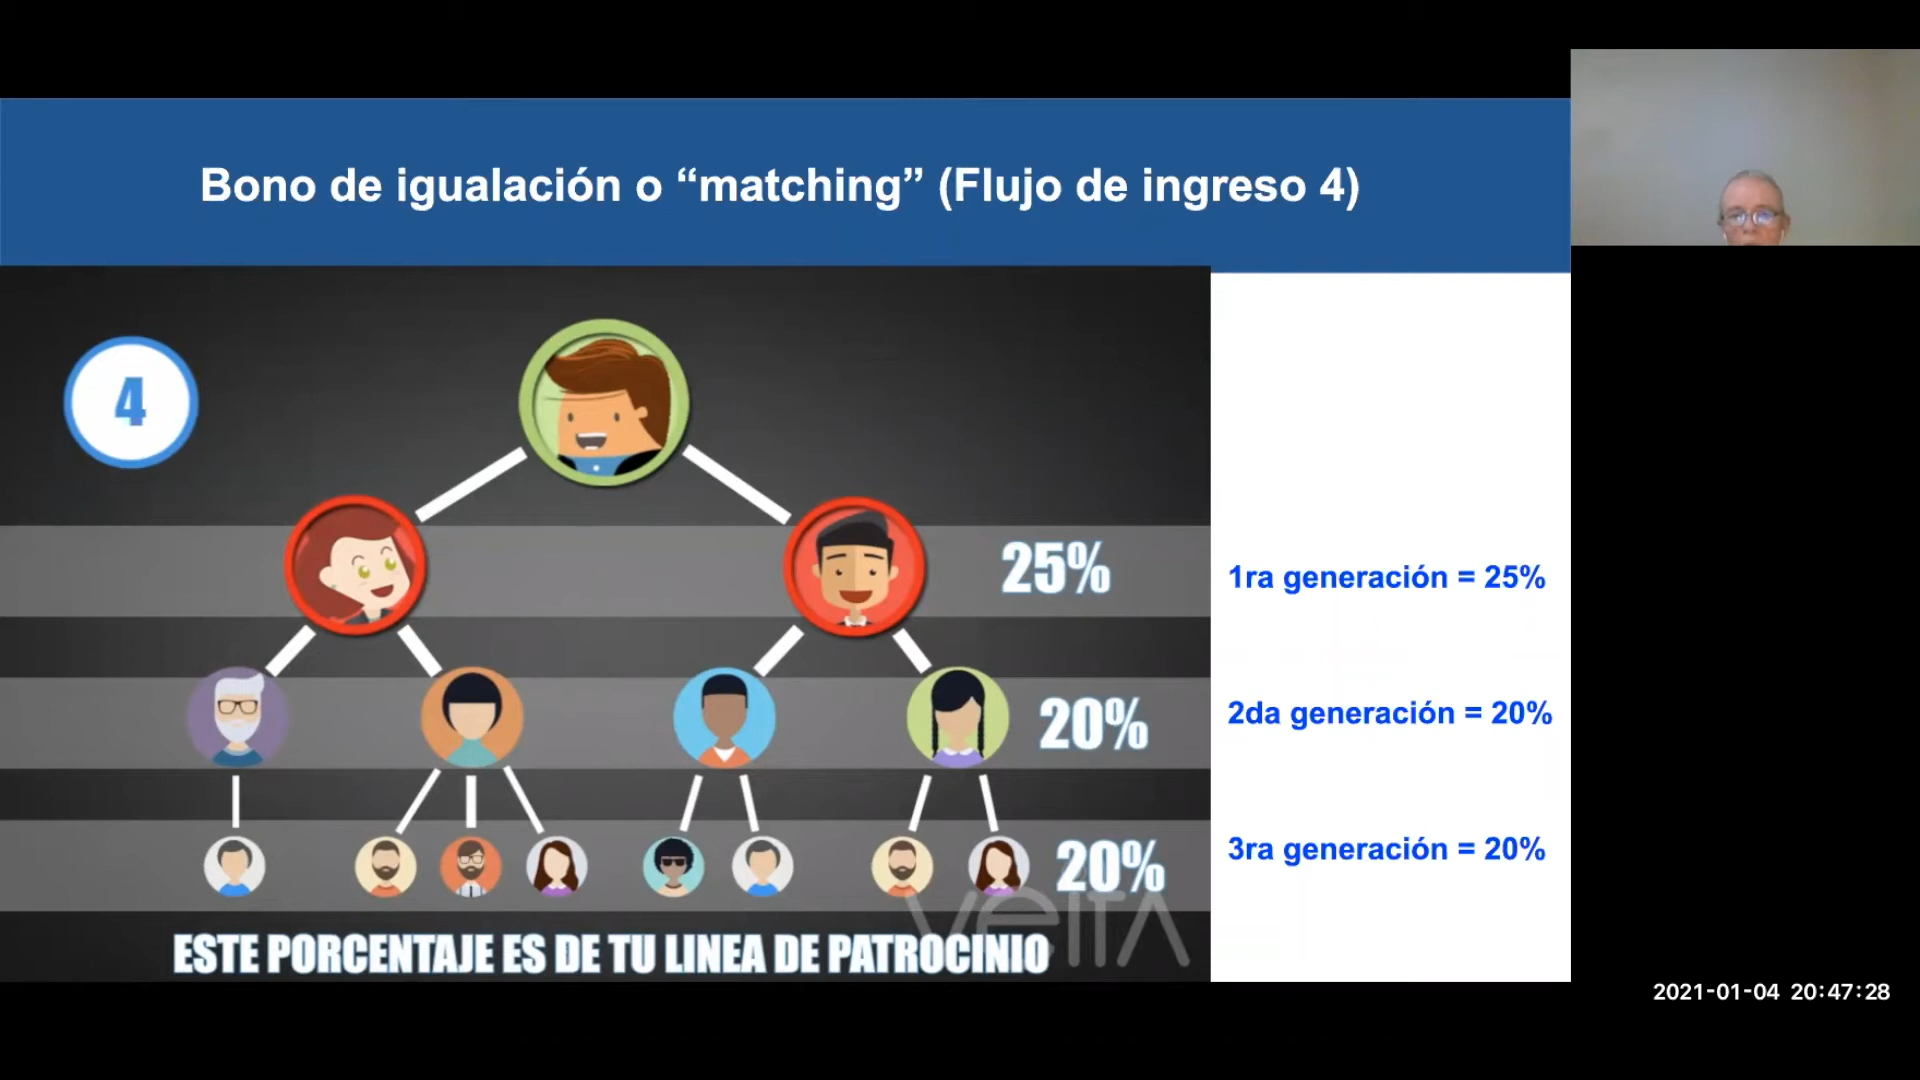 Bono de igualación o “matching” (Flujo de ingreso 4)
4
25%
1ra generación = 25%
20%
2da generación = 20%
20%
3ra generación = 20%
ESTE PORCENTAJE ES DE TU LINEA DE PATROCINIO
2021-01-04 20:47:28